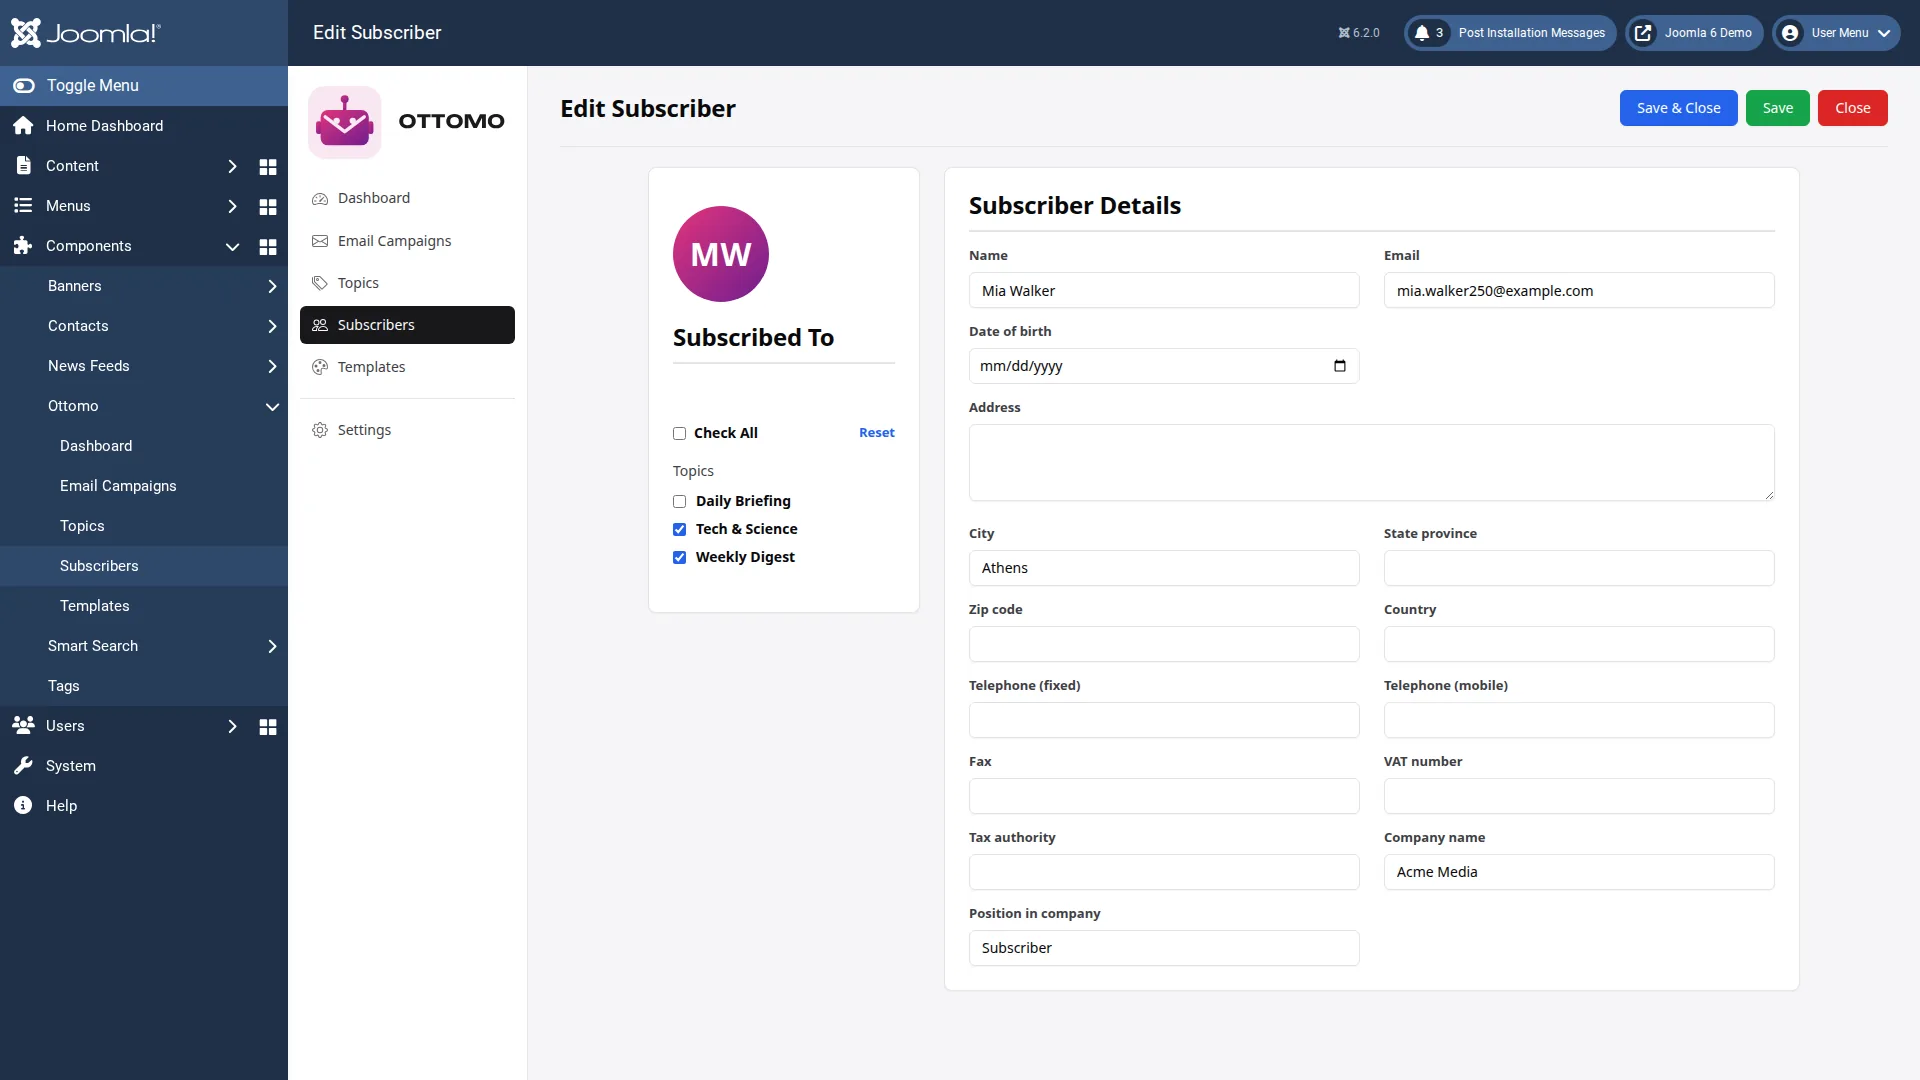 Joomla!
Edit Subscriber
6.2.0
3
Post Installation Messages
Joomla 6 Demo
User Menu
Toggle Menu
Home Dashboard
Content
Menus
Components
Banners
Contacts
News Feeds
Ottomo
Dashboard
Email Campaigns
Topics
Subscribers
Templates
Smart Search
Tags
Users
System
Help
OTTOMO
Dashboard
Email Campaigns
Topics
Subscribers
Templates
Settings
Edit Subscriber
Save & Close
Save
Close
MW
Subscribed To
Check All
Reset
Topics
Daily Briefing
Tech & Science
Weekly Digest
Subscriber Details
Name
Email
Mia Walker
mia.walker250@example.com
Date of birth
mm/dd/yyyy
Address
City
State province
Athens
Zip code
Country
Telephone (fixed)
Telephone (mobile)
Fax
VAT number
Tax authority
Company name
Acme Media
Position in company
Subscriber